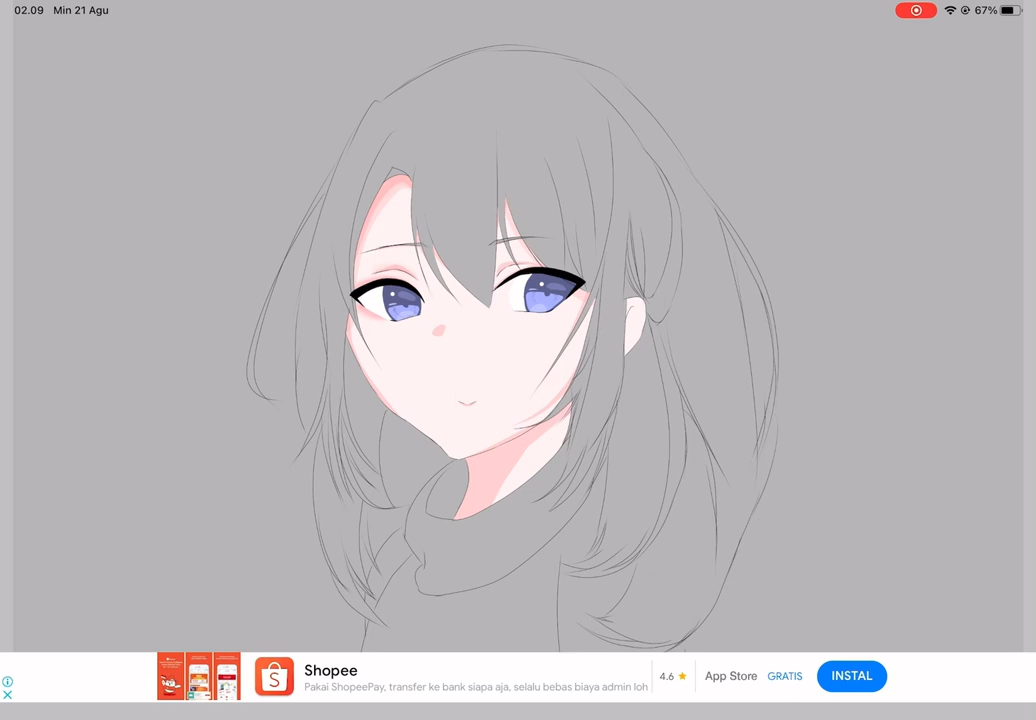 02.09 Min 21 Agu
67%
Shopee
Pakai ShopeePay, transfer ke bank siapa aja, selalu bebas biaya admin loh
4.6 ★ App Store GRATIS
INSTAL